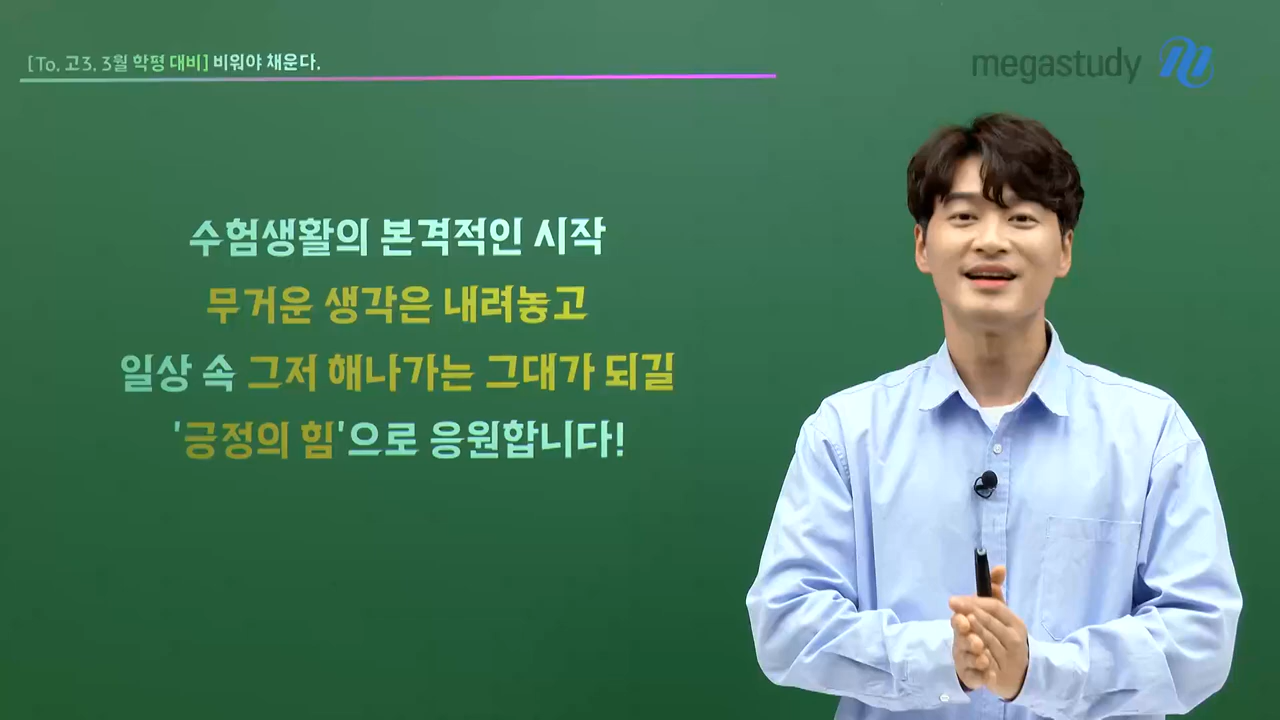 [To. 고3. 3월 학평 대비] 비워야 채운다.
megastudy
수험생활의 본격적인 시작
무거운 생각은 내려놓고
일상 속 그저 해나가는 그대가 되길
'긍정의 힘'으로 응원합니다!